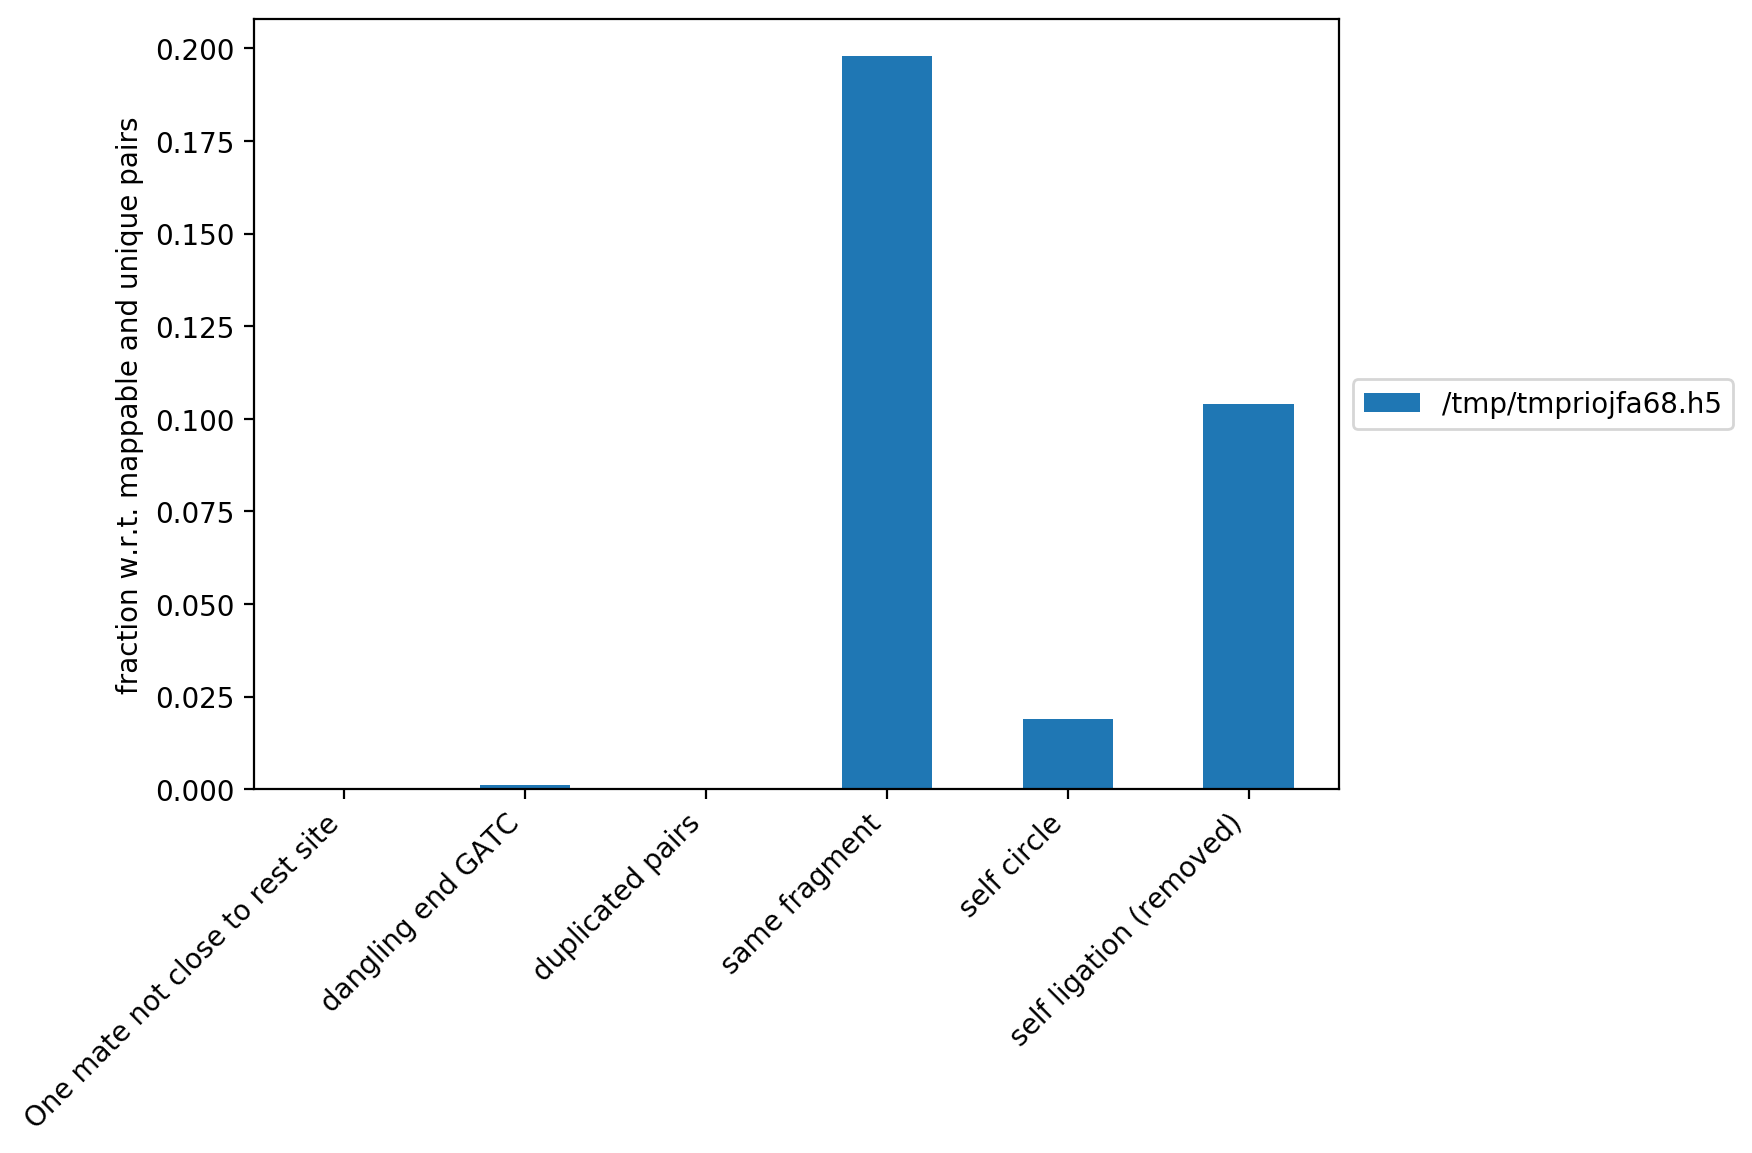 fraction w.r.t. mappable and unique pairs
0.200
0.175
0.150
0.125
0.100
0.075
0.050
0.025
0.000
One mate not close to rest site
dangling end GATC
duplicated pairs
same fragment
self circle
self ligation (removed)
/tmp/tmpriojfa68.h5